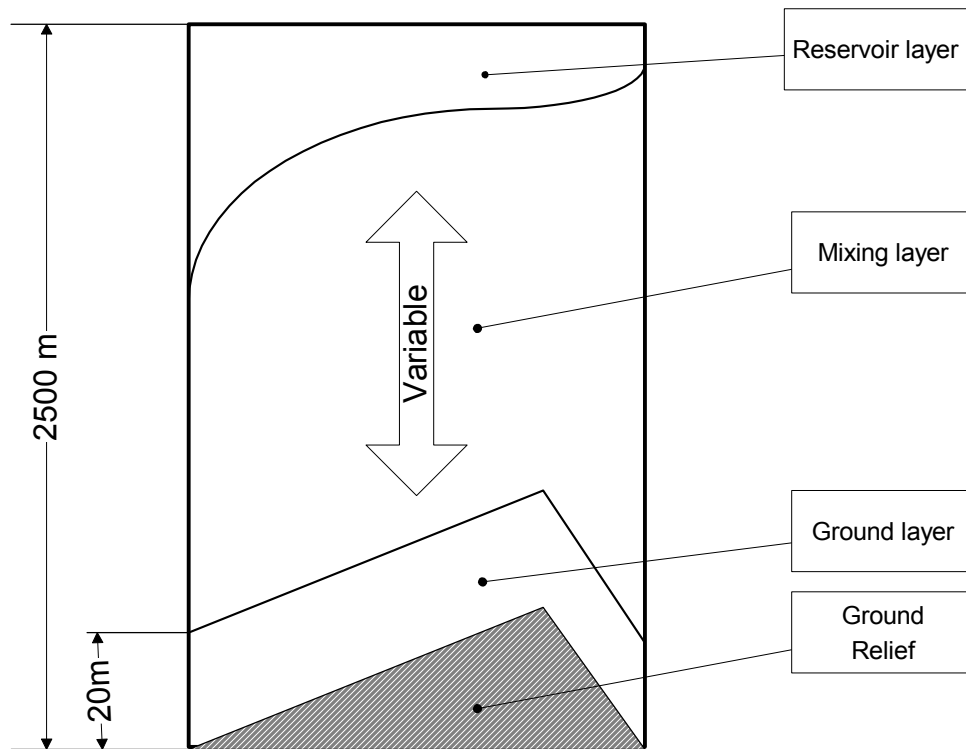 Reservoir layer
Mixing layer
Variable
2500 m
Ground layer
Ground
Relief
20m